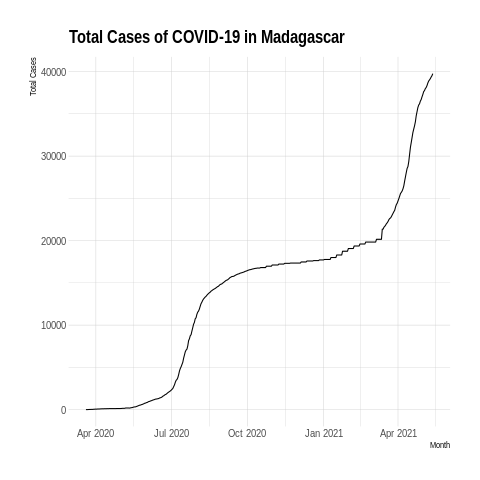 Total Cases of COVID-19 in Madagascar
Total Cases
40000
30000
20000
10000
0
Apr 2020 Jul 2020 Oct 2020 Jan 2021 Apr 2021
Month